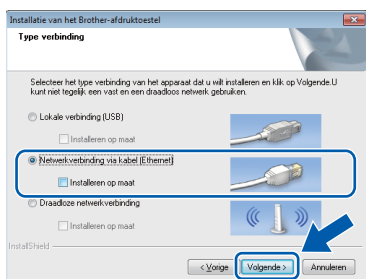 Installatie van het Brother-afdruktoestel
Type verbinding
Selecteer het type verbinding van het apparaat dat u wilt installeren en klik op Volgende.U
kunt niet tegelijk een vast en een draadloos netwerk gebruiken.
Lokale verbinding (USB)
Installeren op maat
Netwerkverbinding via kabel (Ethernet)
Installeren op maat
Draadloze netwerkverbinding
Installeren op maat
InstallShield
< Vorige Volgende > Annuleren